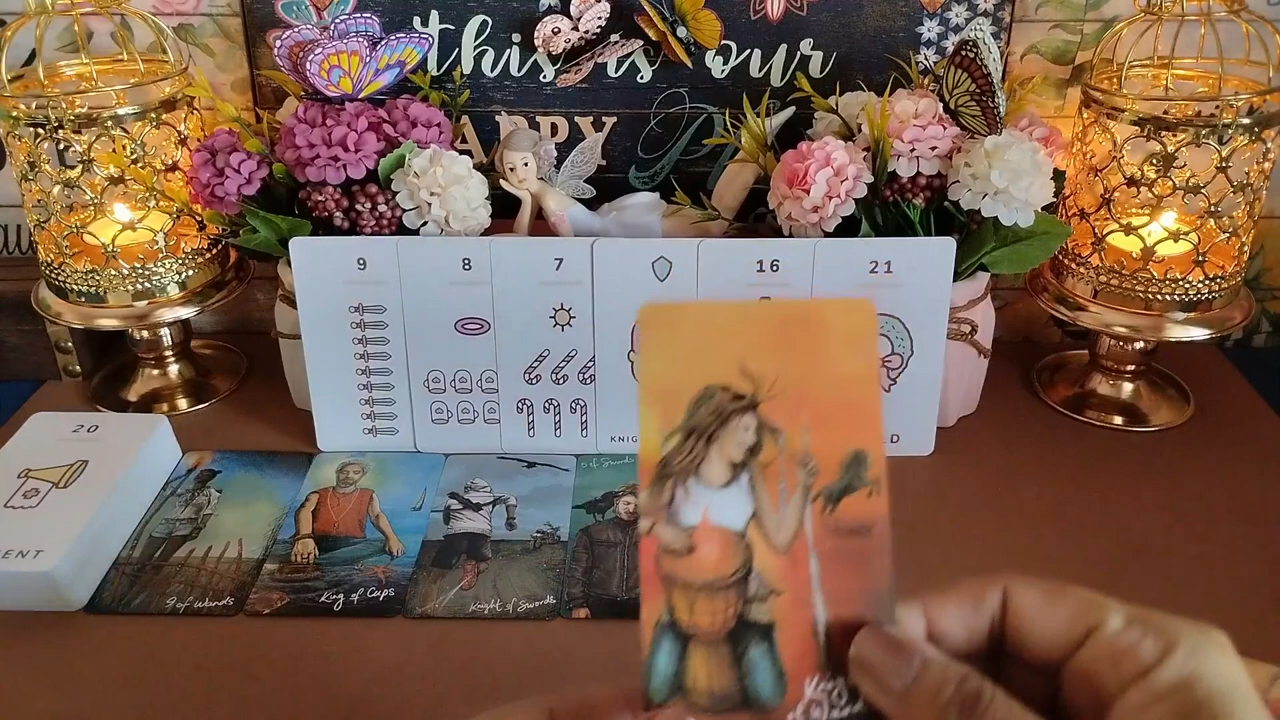 this is our
APPY
9
8
7
16
21
KNIG
D
20
ENT
9 of Wands
King of Cups
Knight of Swords
5 of Swords